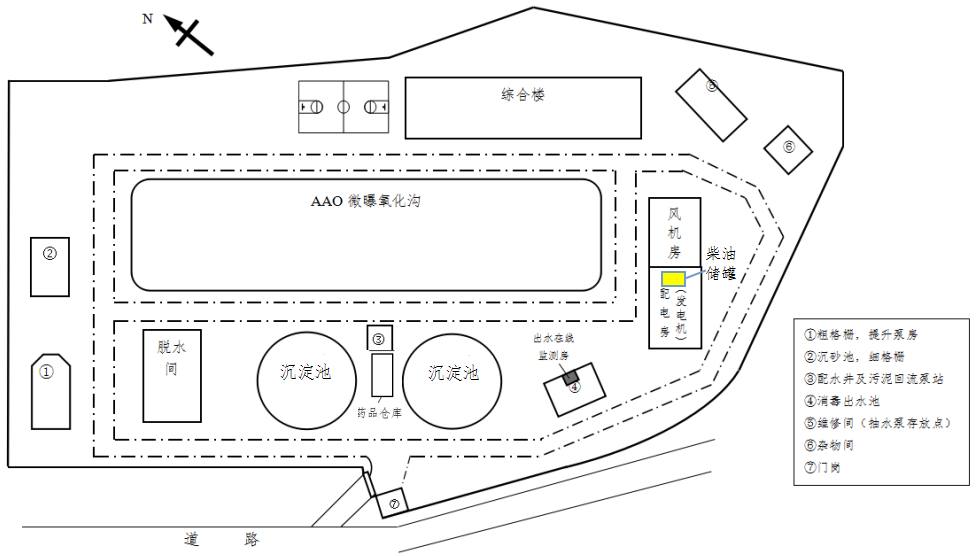 N
综合楼
⑤
⑥
AAO 微曝氧化沟
风
机
房
柴油
储罐
配电房
（发电机）
②
①
脱水
间
沉淀池
③
药品仓库
沉淀池
出水在线
监测房
④
⑦
道 路
①粗格栅，提升泵房
②沉砂池，细格栅
③配水井及污泥回流泵站
④消毒出水池
⑤维修间（抽水泵存放点）
⑥杂物间
⑦门岗